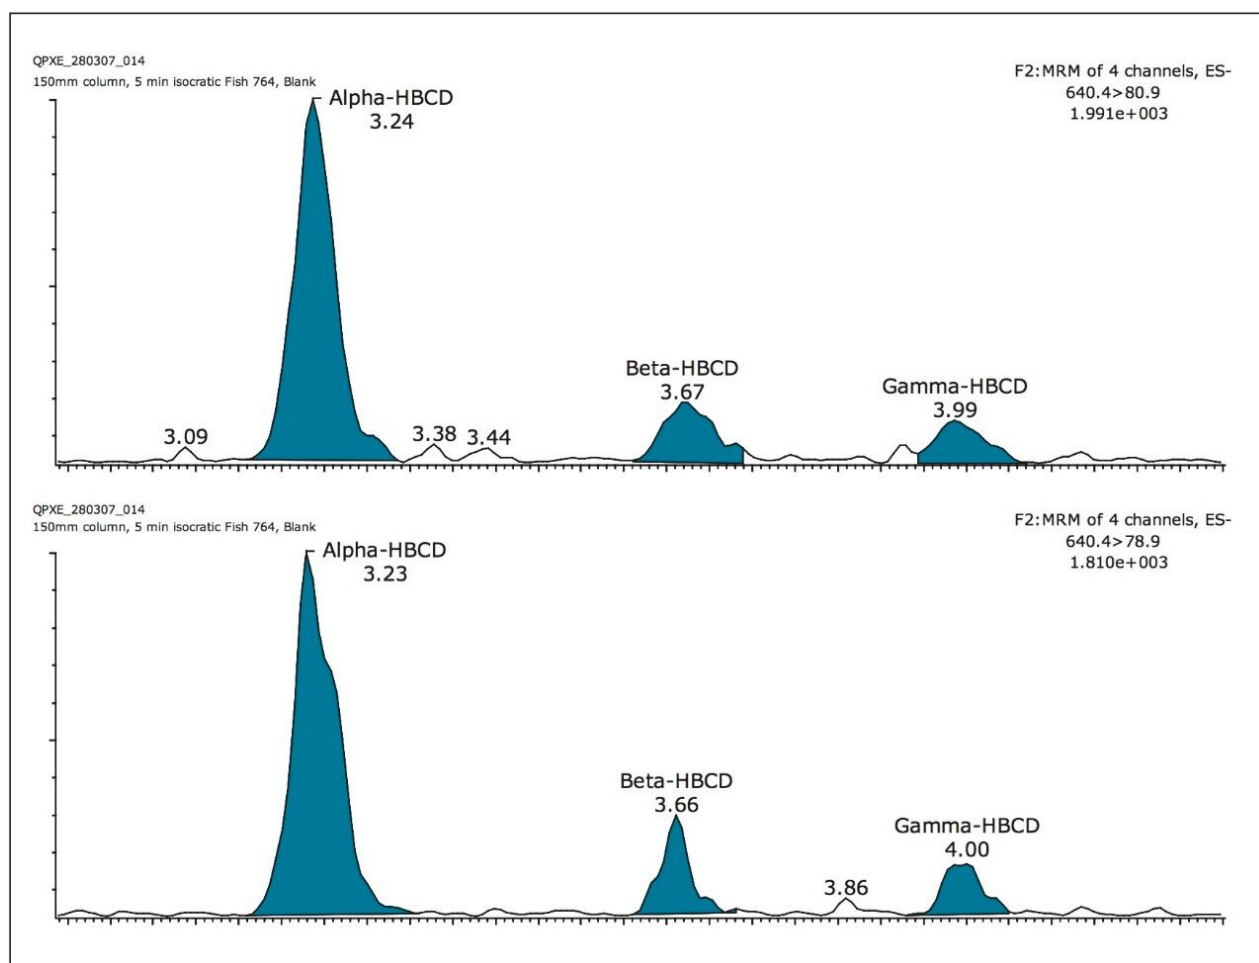 QPXE_280307_014
150mm column, 5 min isocratic Fish 764, Blank
F2:MRM of 4 channels, ES-
640.4>80.9
1.991e+003
Alpha-HBCD
3.24
Beta-HBCD
3.67
Gamma-HBCD
3.99
3.09
3.38
3.44
QPXE_280307_014
150mm column, 5 min isocratic Fish 764, Blank
F2:MRM of 4 channels, ES-
640.4>78.9
1.810e+003
Alpha-HBCD
3.23
Beta-HBCD
3.66
Gamma-HBCD
4.00
3.86